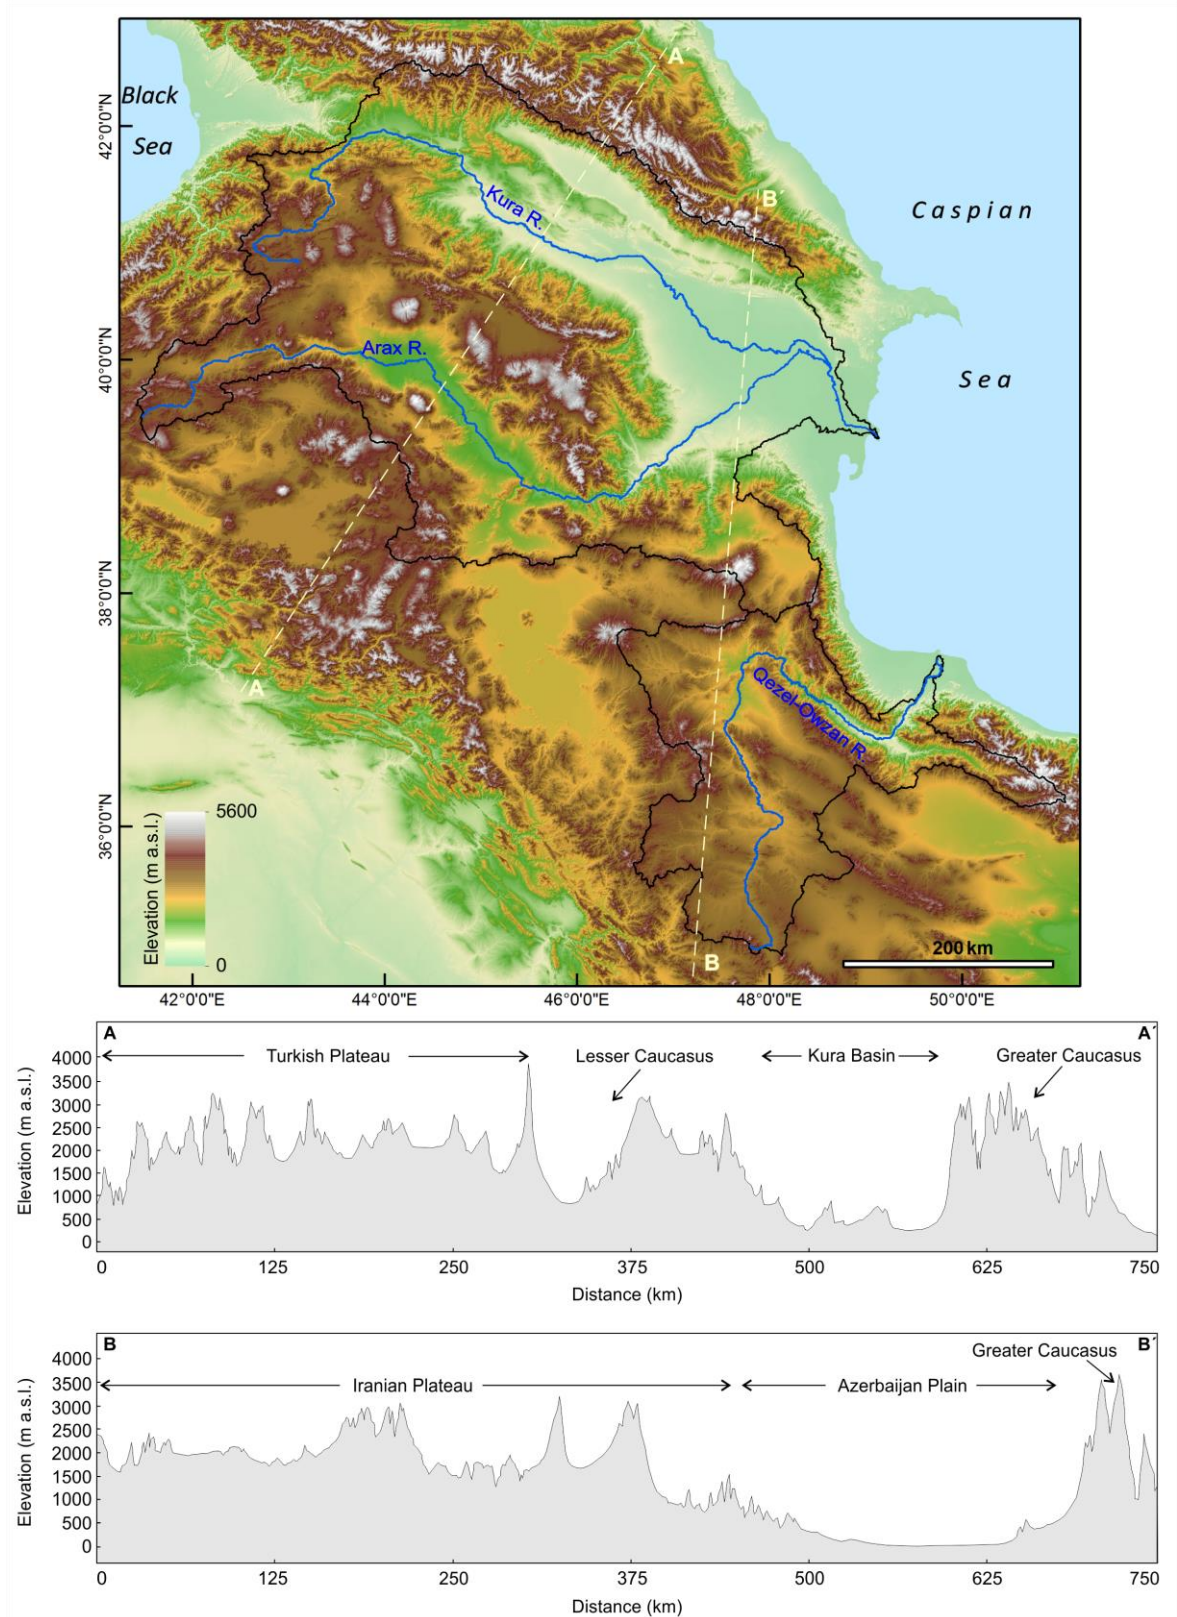 Black
Sea
42°0'0"N
A´
B´
Kura R.
Caspian
Sea
40°0'0"N
Arax R.
38°0'0"N
A
Qezel-Owzan R.
36°0'0"N
Elevation (m a.s.l.)
5600
0
B
200 km
42°0'0"E 44°0'0"E 46°0'0"E 48°0'0"E 50°0'0"E
A A´
Turkish Plateau Lesser Caucasus Kura Basin Greater Caucasus
Elevation (m a.s.l.)
4000
3500
3000
2500
2000
1500
1000
500
0
0 125 250 375 500 625 750
Distance (km)
B B´
Greater Caucasus
Iranian Plateau Azerbaijan Plain
Elevation (m a.s.l.)
4000
3500
3000
2500
2000
1500
1000
500
0
0 125 250 375 500 625 750
Distance (km)